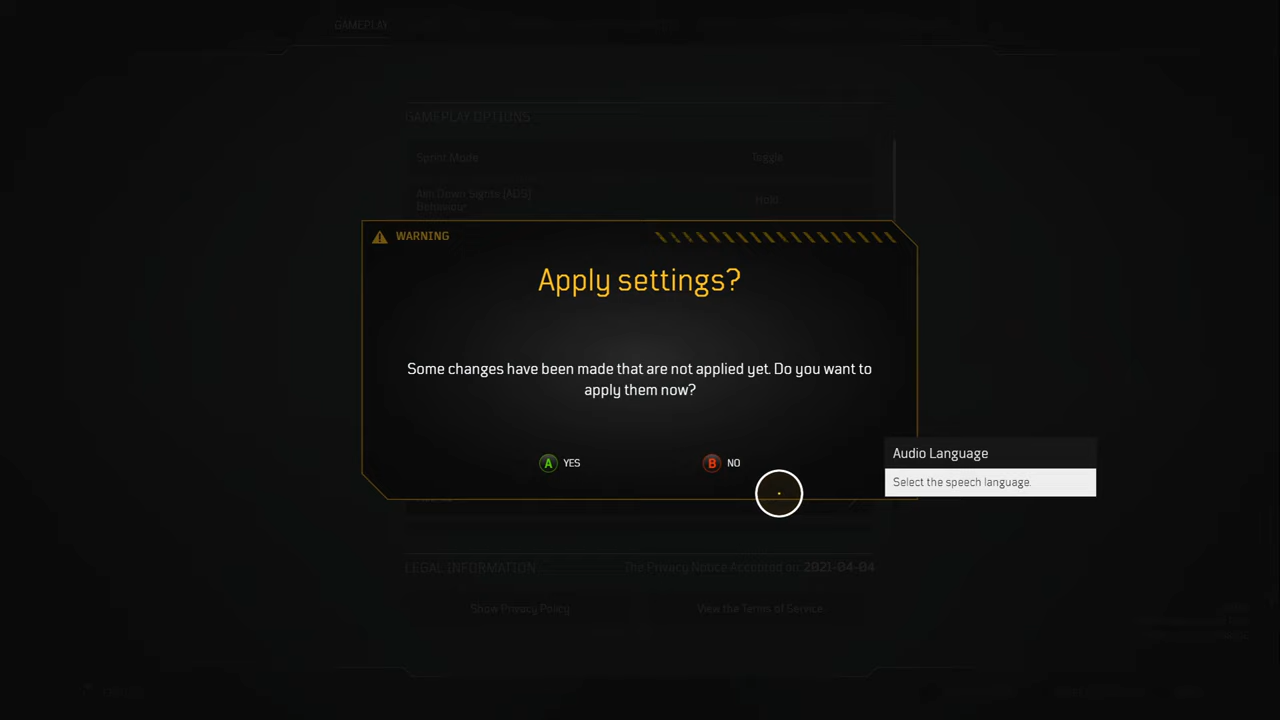 GAMEPLAY
GAMEPLAY OPTIONS
Sprint Mode
Toggle
Aim Down Sights (ADS)
Behaviour
Hold
WARNING
Apply settings?
Some changes have been made that are not applied yet. Do you want to
apply them now?
A YES
B NO
Audio Language
Select the speech language.
LEGAL INFORMATION
The Privacy Notice Accepted on: 2021-04-04
Show Privacy Policy
View the Terms of Service